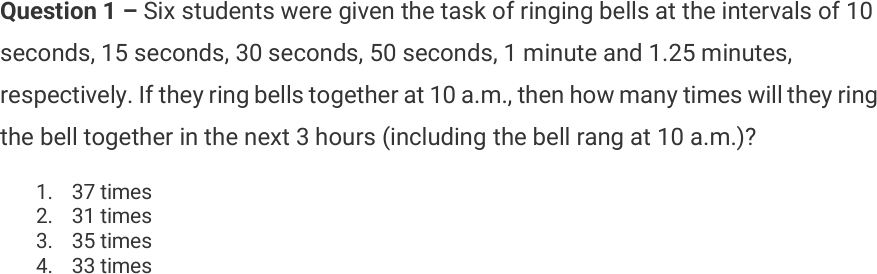 Question 1 – Six students were given the task of ringing bells at the intervals of 10
seconds, 15 seconds, 30 seconds, 50 seconds, 1 minute and 1.25 minutes,
respectively. If they ring bells together at 10 a.m., then how many times will they ring
the bell together in the next 3 hours (including the bell rang at 10 a.m.)?
1. 37 times
2. 31 times
3. 35 times
4. 33 times